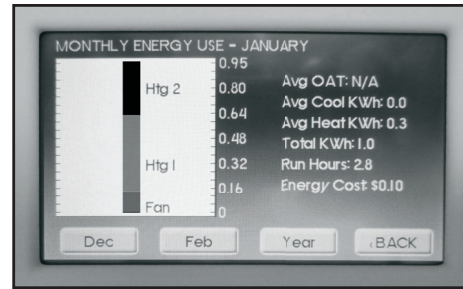 MONTHLY ENERGY USE - JANUARY
0.95
Htg 2
0.80
0.64
0.48
Htg 1
0.32
0.16
Fan
0
Avg OAT: N/A
Avg Cool KWh: 0.0
Avg Heat KWh: 0.3
Total KWh: 1.0
Run Hours: 2.8
Energy Cost: $0.10
Dec
Feb
Year
‹BACK